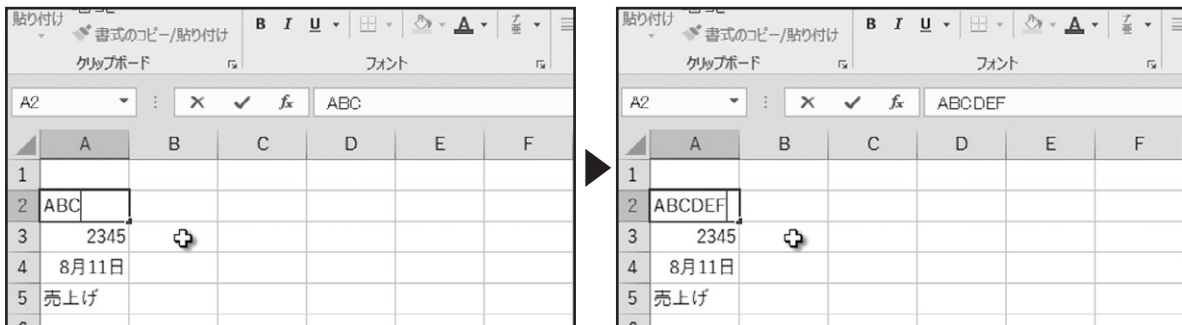 貼り付け
書式のコピー/貼り付け
B I U A
クリップボード フォント
A2 fx ABC
A B C D E F
1
2 ABC
3 2345
4 8月11日
5 売上げ
貼り付け
書式のコピー/貼り付け
B I U A
クリップボード フォント
A2 fx ABCDEF
A B C D E F
1
2 ABCDEF
3 2345
4 8月11日
5 売上げ